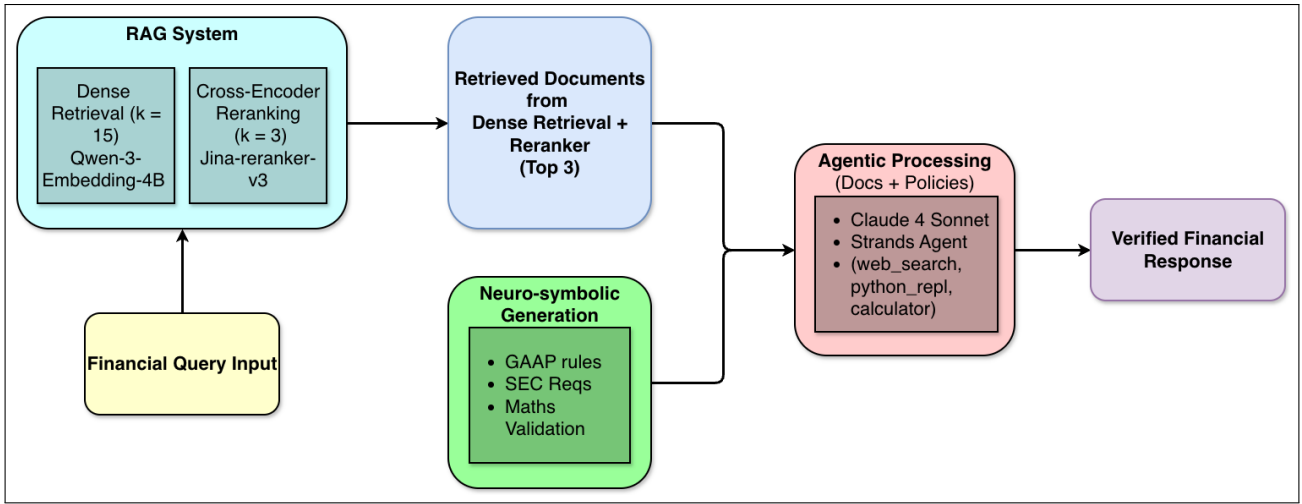 RAG System
Dense
Retrieval (k =
15)
Qwen-3-
Embedding-4B
Cross-Encoder
Reranking
(k = 3)
Jina-reranker-
v3
Financial Query Input
Retrieved Documents
from
Dense Retrieval +
Reranker
(Top 3)
Neuro-symbolic
Generation
• GAAP rules
• SEC Reqs
• Maths
Validation
Agentic Processing
(Docs + Policies)
• Claude 4 Sonnet
• Strands Agent
• (web_search,
python_repl,
calculator)
Verified Financial
Response